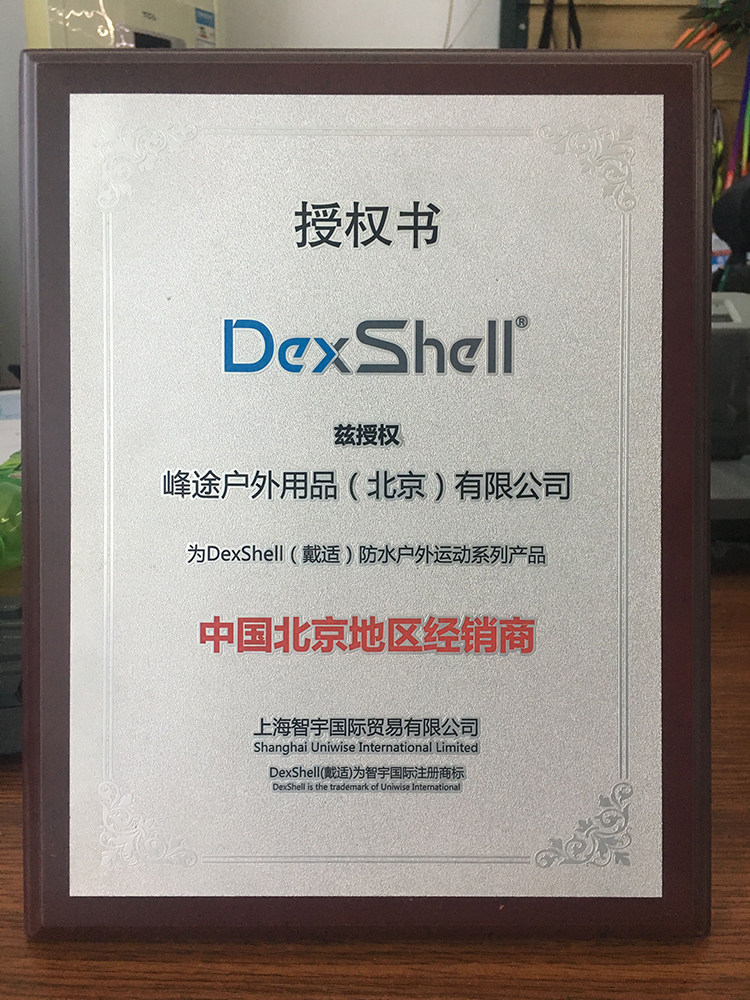 授权书
DexShell®
兹授权
峰途户外用品（北京）有限公司
为DexShell（戴适）防水户外运动系列产品
中国北京地区经销商
上海智宇国际贸易有限公司
Shanghai Uniwise International Limited
DexShell(戴适)为智宇国际注册商标
DexShell is the trademark of Uniwise International